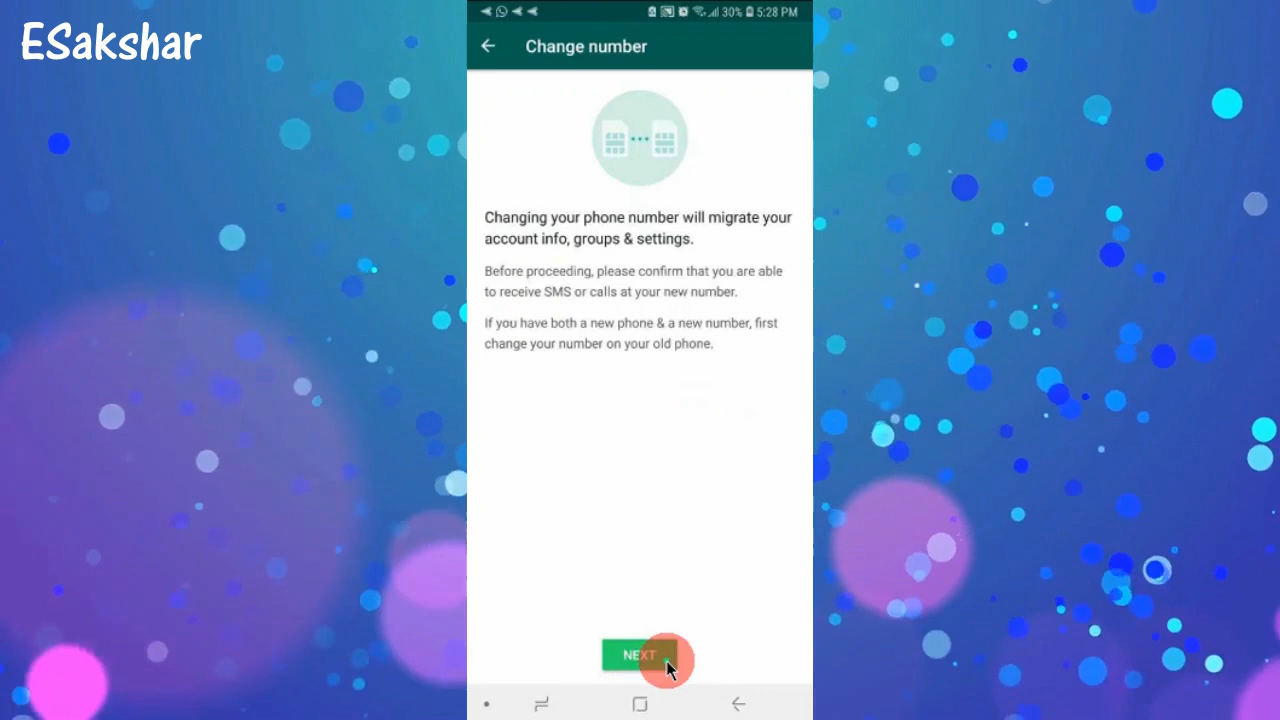 ESakshar
30% 5:28 PM
Change number
Changing your phone number will migrate your
account info, groups & settings.
Before proceeding, please confirm that you are able
to receive SMS or calls at your new number.
If you have both a new phone & a new number, first
change your number on your old phone.
NEXT